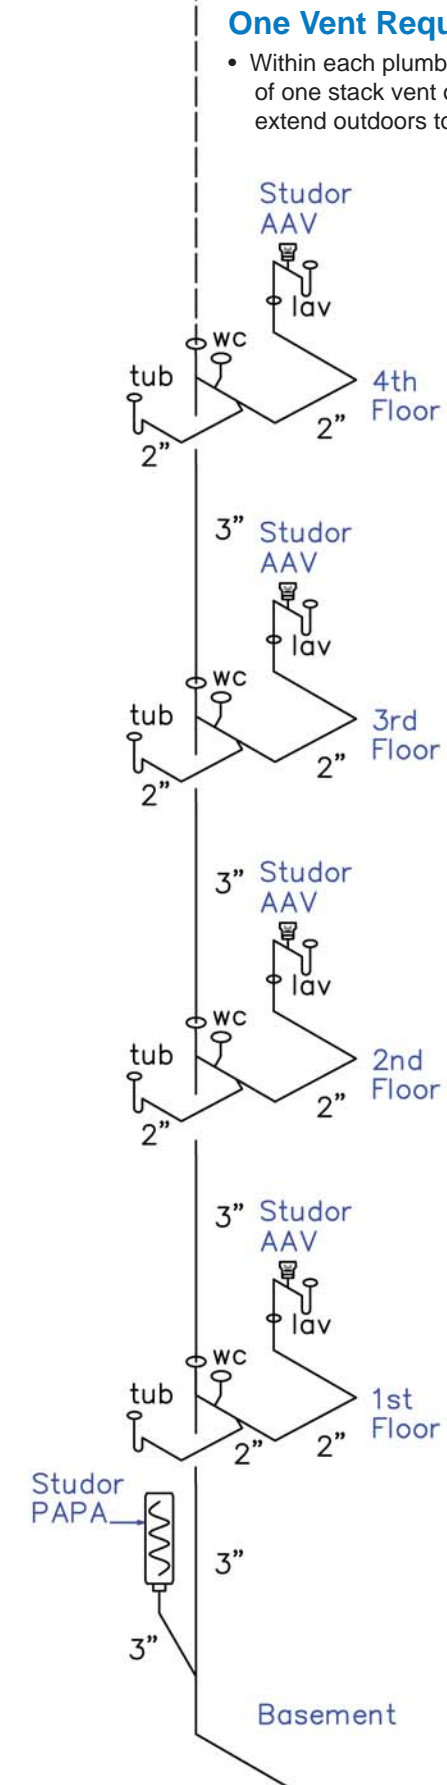 One Vent Requ
• Within each plumb
of one stack vent
extend outdoors to
Studor
AAV
lav
wc
tub
4th
Floor
2"
2"
3"
Studor
AAV
lav
wc
tub
3rd
Floor
2"
2"
3"
Studor
AAV
lav
wc
tub
2nd
Floor
2"
2"
3"
Studor
AAV
lav
wc
tub
1st
Floor
2"
2"
Studor
PAPA
3"
3"
Basement